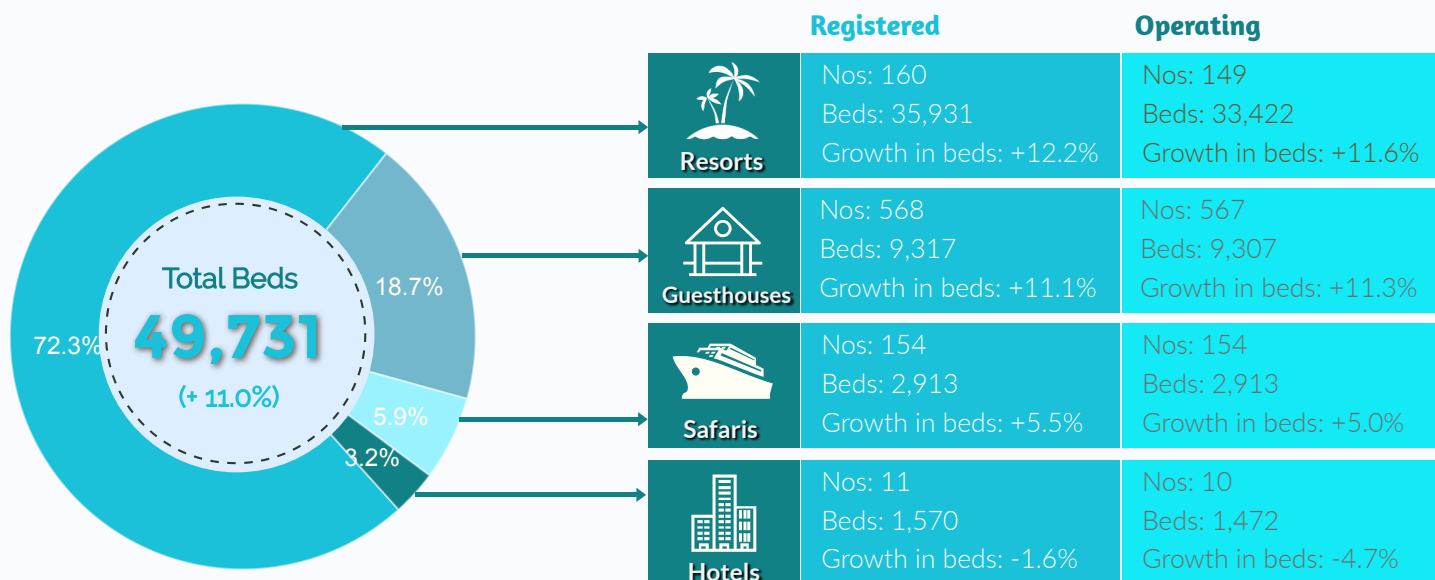 Registered
Operating
72.3%
18.7%
5.9%
3.2%
Total Beds
49,731
(+ 11.0%)
Resorts
Nos: 160
Beds: 35,931
Growth in beds: +12.2%
Nos: 149
Beds: 33,422
Growth in beds: +11.6%
Guesthouses
Nos: 568
Beds: 9,317
Growth in beds: +11.1%
Nos: 567
Beds: 9,307
Growth in beds: +11.3%
Safaris
Nos: 154
Beds: 2,913
Growth in beds: +5.5%
Nos: 154
Beds: 2,913
Growth in beds: +5.0%
Hotels
Nos: 11
Beds: 1,570
Growth in beds: -1.6%
Nos: 10
Beds: 1,472
Growth in beds: -4.7%